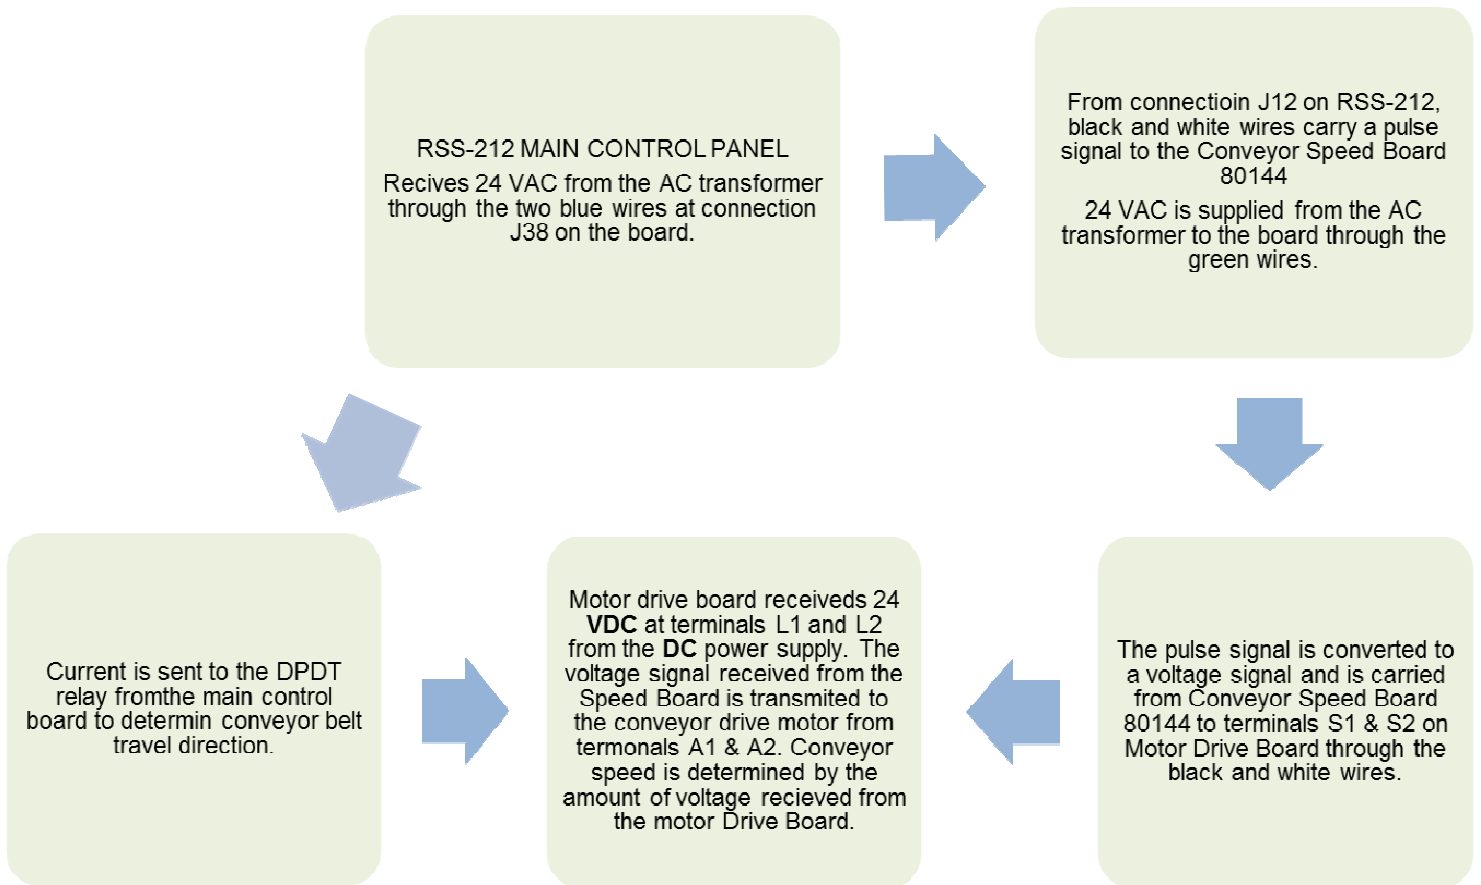 RSS-212 MAIN CONTROL PANEL
Recives 24 VAC from the AC transformer
through the two blue wires at connection
J38 on the board.
From connectioin J12 on RSS-212,
black and white wires carry a pulse
signal to the Conveyor Speed Board
80144
24 VAC is supplied from the AC
transformer to the board through the
green wires.
Current is sent to the DPDT
relay fromthe main control
board to determin conveyor belt
travel direction.
Motor drive board receiveds 24
VDC at terminals L1 and L2
from the DC power supply. The
voltage signal received from the
Speed Board is transmited to
the conveyor drive motor from
termonals A1 & A2. Conveyor
speed is determined by the
amount of voltage recieved from
the motor Drive Board.
The pulse signal is converted to
a voltage signal and is carried
from Conveyor Speed Board
80144 to terminals S1 & S2 on
Motor Drive Board through the
black and white wires.